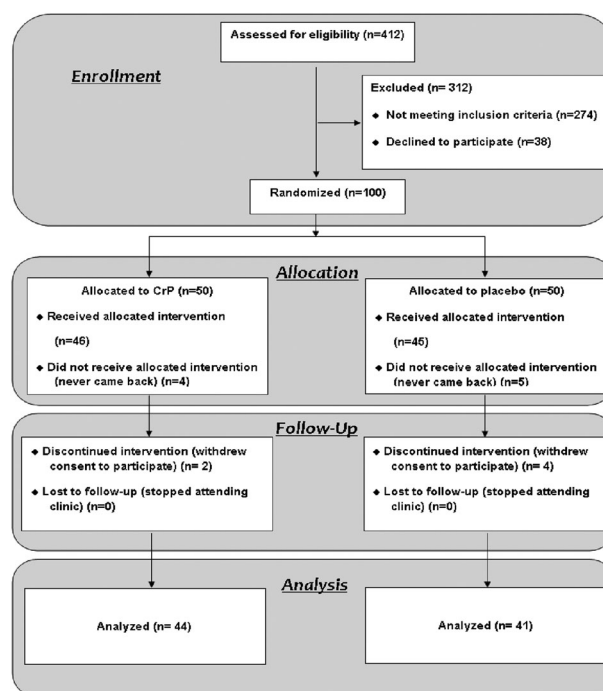 Assessed for eligibility (n=412)
Enrollment
Excluded (n= 312)
◆ Not meeting inclusion criteria (n=274)
◆ Declined to participate (n=38)
Randomized (n=100)
Allocation
Allocated to CrP (n=50)
◆ Received allocated intervention
(n=46)
◆ Did not receive allocated intervention
(never came back) (n=4)
Allocated to placebo (n=50)
◆ Received allocated intervention
(n=45)
◆ Did not receive allocated intervention
(never came back) (n=5)
Follow-Up
◆ Discontinued intervention (withdrew
consent to participate) (n= 2)
◆ Lost to follow-up (stopped attending
clinic) (n=0)
◆ Discontinued intervention (withdrew
consent to participate) (n= 4)
◆ Lost to follow-up (stopped attending
clinic) (n=0)
Analysis
Analyzed (n= 44)
Analyzed (n= 41)